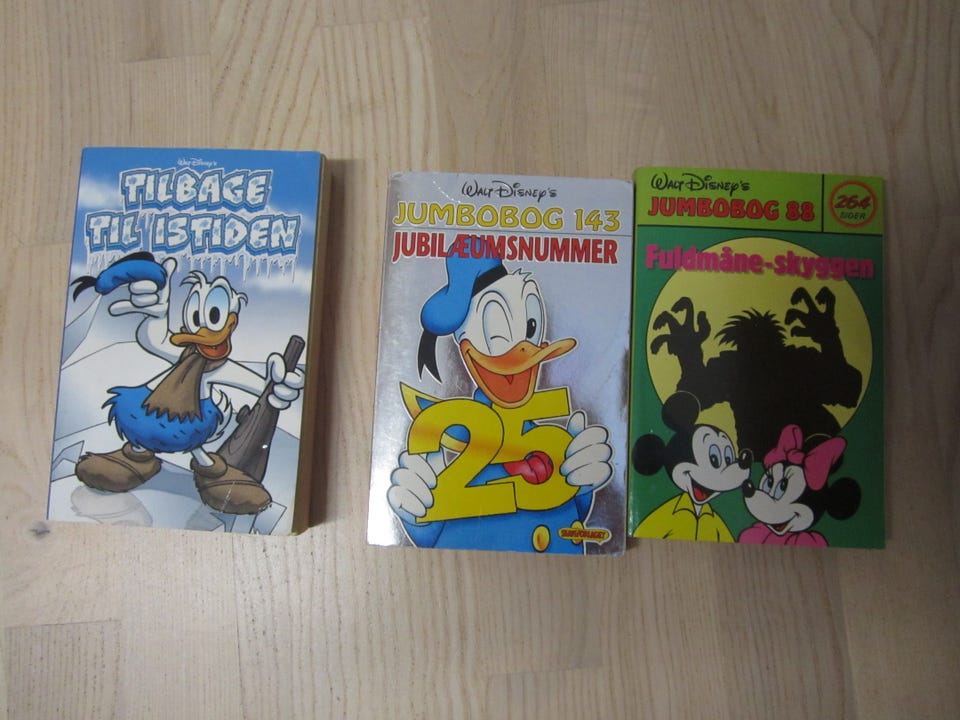 Walt Disney's
TILBAGE
TIL ISTIDEN
WALT DISNEY'S
JUMBOBOG 143
JUBILÆUMSNUMMER
25
SERIEFORLAGET
WALT DISNEY'S
JUMBOBOG 88
264
SIDER
Fuldmåne-skyggen